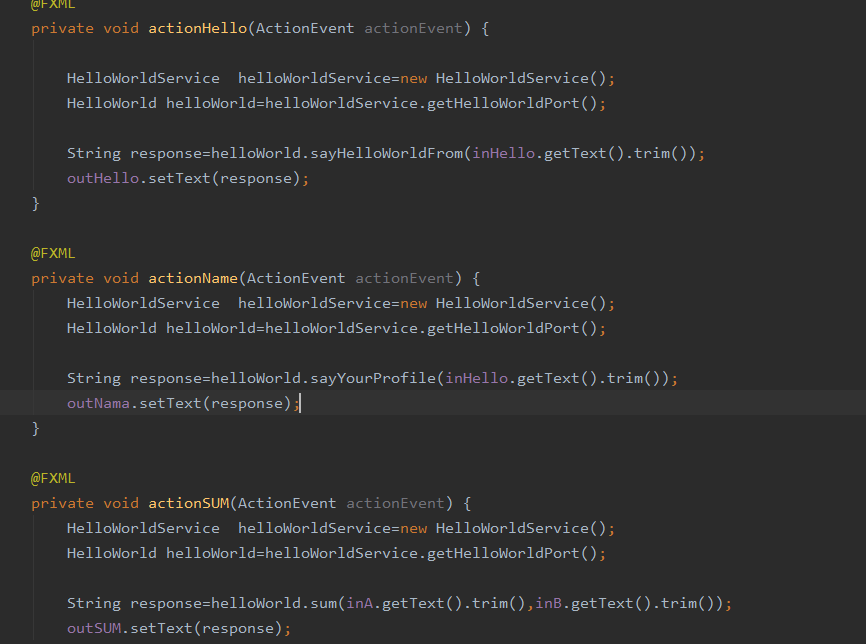 @FXML
private void actionHello(ActionEvent actionEvent) {
HelloWorldService  helloWorldService=new HelloWorldService();
HelloWorld helloWorld=helloWorldService.getHelloWorldPort();
String response=helloWorld.sayHelloWorldFrom(inHello.getText().trim());
outHello.setText(response);
}
@FXML
private void actionName(ActionEvent actionEvent) {
HelloWorldService  helloWorldService=new HelloWorldService();
HelloWorld helloWorld=helloWorldService.getHelloWorldPort();
String response=helloWorld.sayYourProfile(inHello.getText().trim());
outNama.setText(response);
}
@FXML
private void actionSUM(ActionEvent actionEvent) {
HelloWorldService  helloWorldService=new HelloWorldService();
HelloWorld helloWorld=helloWorldService.getHelloWorldPort();
String response=helloWorld.sum(inA.getText().trim(),inB.getText().trim());
outSUM.setText(response);